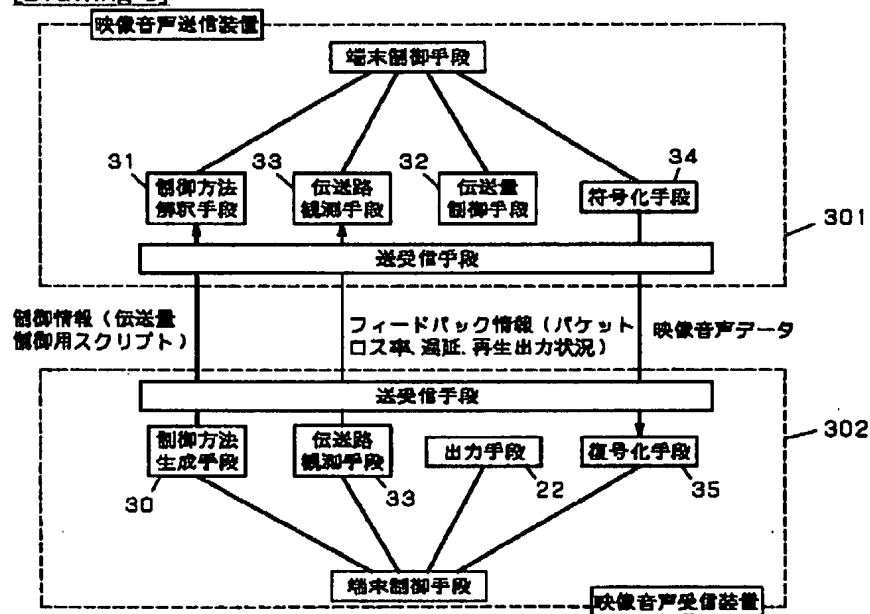 映像音声送信装置
端末制御手段
31
33
32
34
制御方法
解釈手段
伝送路
観測手段
伝送量
制御手段
符号化手段
301
送受信手段
制御情報(伝送量
制御用スクリプト)
フィードバック情報(パケット
ロス率、遅延、再生出力状況)
映像音声データ
送受信手段
302
制御方法
生成手段
伝送路
観測手段
出力手段
復号化手段
30
33
22
35
端末制御手段
映像音声受信装置